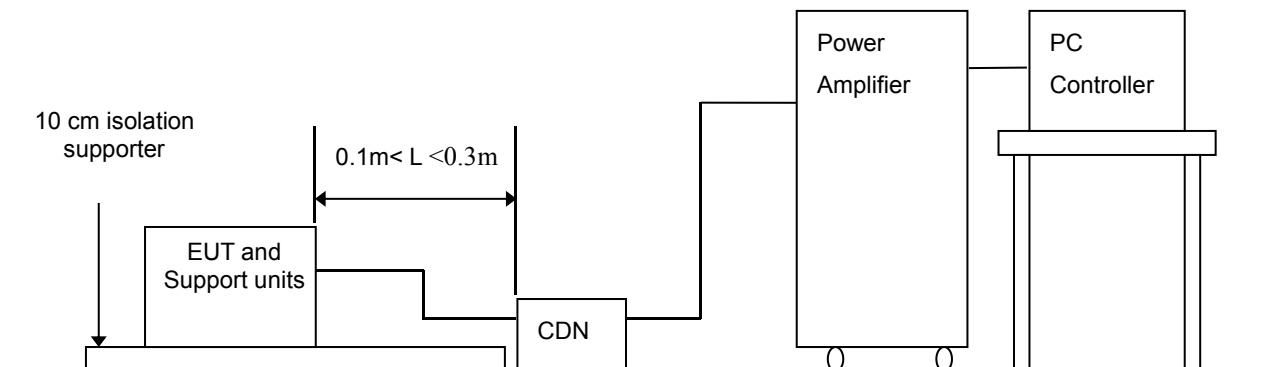 Power
Amplifier
PC
Controller
10 cm isolation
supporter
0.1m< L <0.3m
EUT and
Support units
CDN